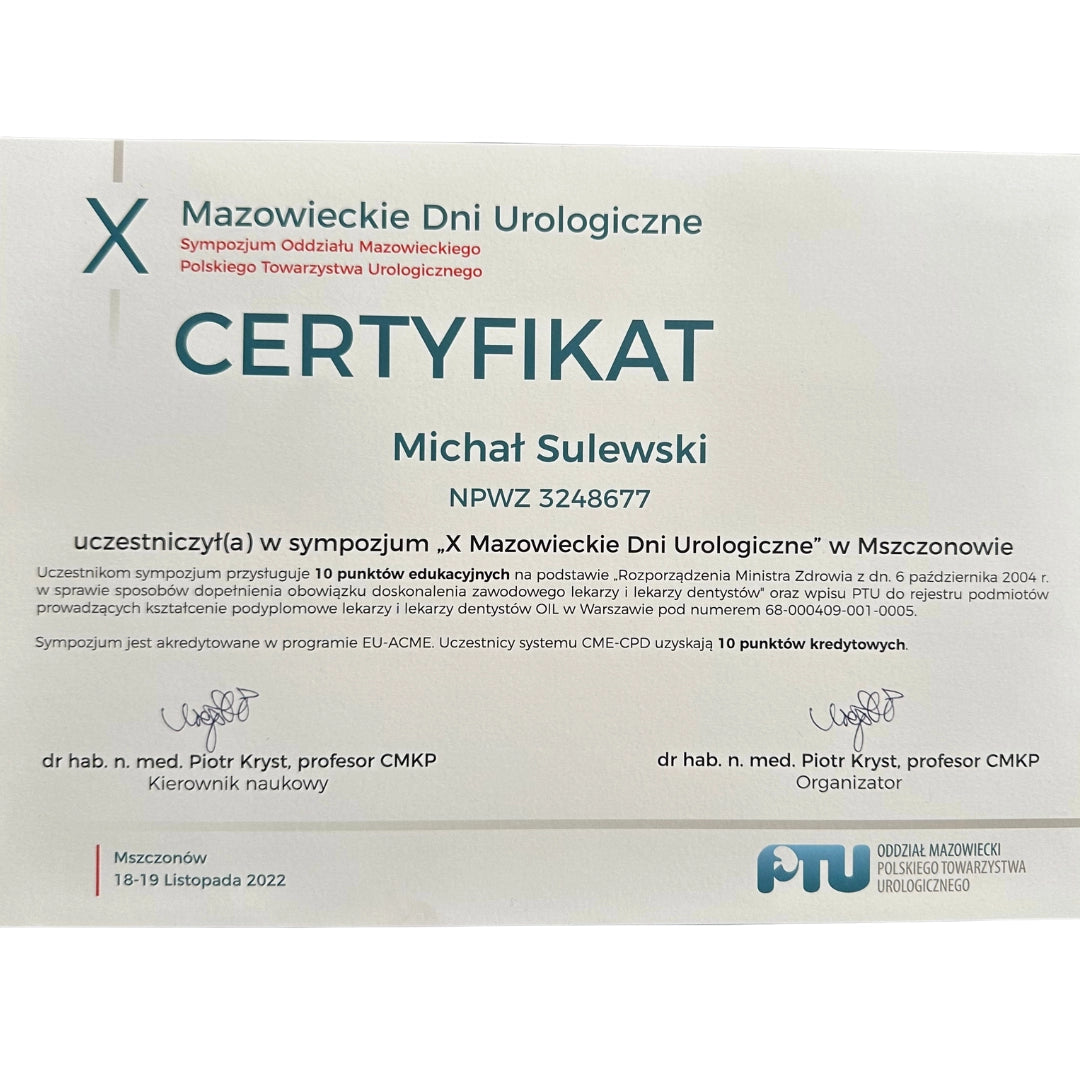 X
Mazowieckie Dni Urologiczne
Sympozjum Oddziału Mazowieckiego
Polskiego Towarzystwa Urologicznego
CERTYFIKAT
Michał Sulewski
NPWZ 3248677
uczestniczył(a) w sympozjum „X Mazowieckie Dni Urologiczne” w Mszczonowie
Uczestnikom sympozjum przysługuje 10 punktów edukacyjnych na podstawie „Rozporządzenia Ministra Zdrowia z dn. 6 października 2004 r.
w sprawie sposobów dopełnienia obowiązku doskonalenia zawodowego lekarzy i lekarzy dentystów" oraz wpisu PTU do rejestru podmiotów
prowadzących kształcenie podyplomowe lekarzy i lekarzy dentystów OIL w Warszawie pod numerem 68-000409-001-0005.
Sympozjum jest akredytowane w programie EU-ACME. Uczestnicy systemu CME-CPD uzyskają 10 punktów kredytowych.
dr hab. n. med. Piotr Kryst, profesor CMKP
Kierownik naukowy
dr hab. n. med. Piotr Kryst, profesor CMKP
Organizator
Mszczonów
18-19 Listopada 2022
PTU
ODDZIAŁ MAZOWIECKI
POLSKIEGO TOWARZYSTWA
UROLOGICZNEGO